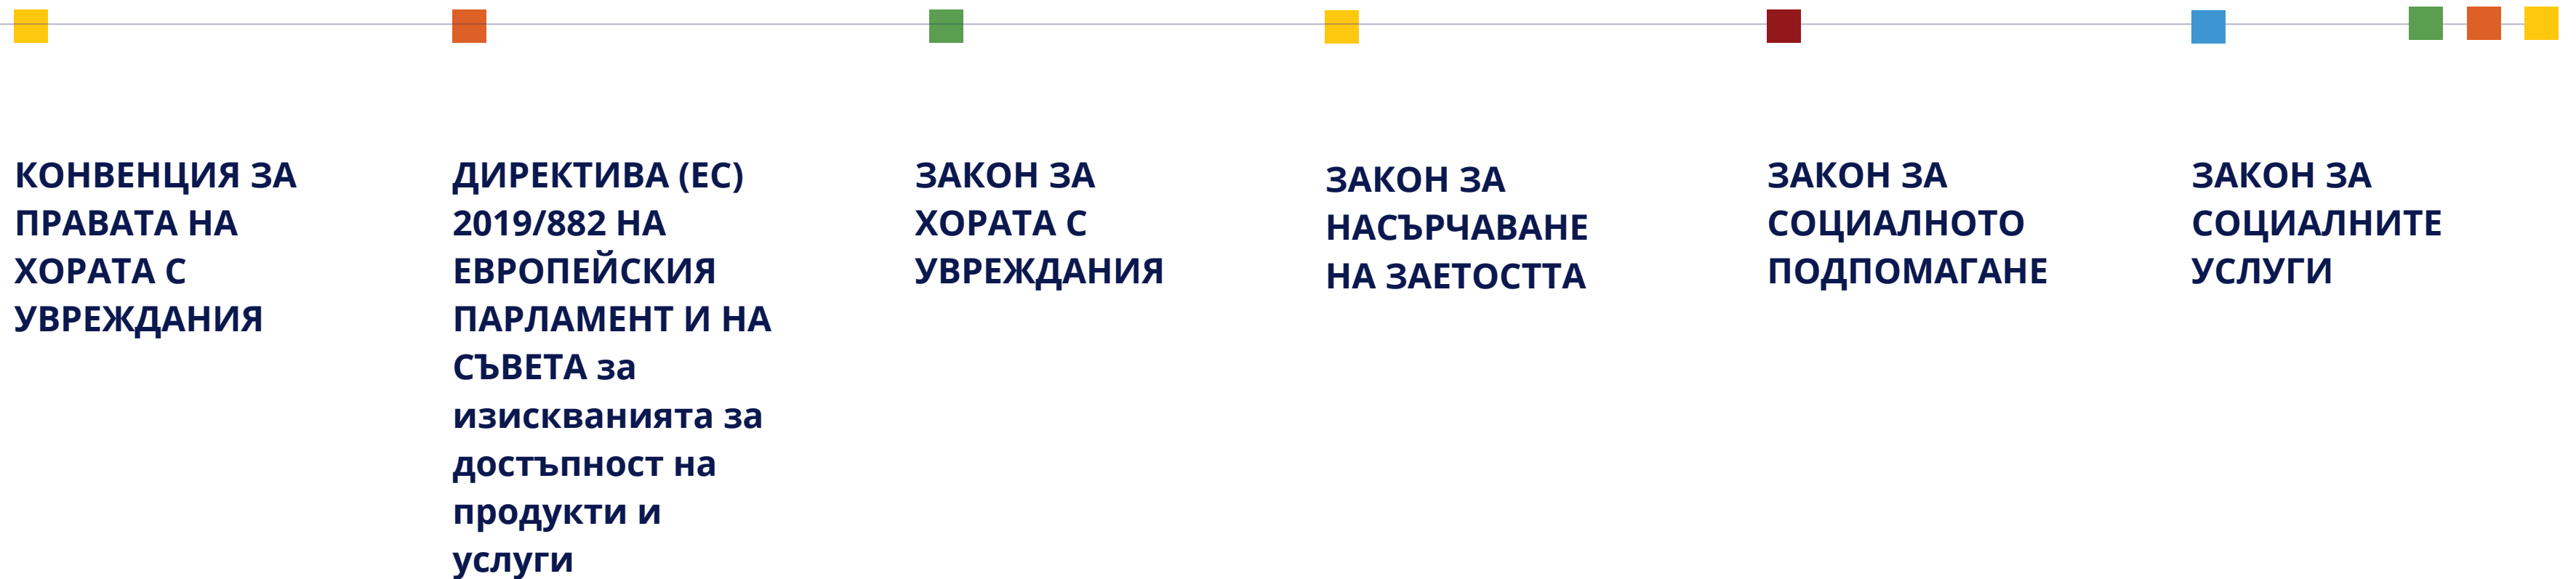 КОНВЕНЦИЯ ЗА
ПРАВАТА НА
ХОРАТА С
УВРЕЖДАНИЯ
ДИРЕКТИВА (ЕС)
2019/882 НА
ЕВРОПЕЙСКИЯ
ПАРЛАМЕНТ И НА
СЪВЕТА за
изискванията за
достъпност на
продукти и
услуги
ЗАКОН ЗА
ХОРАТА С
УВРЕЖДАНИЯ
ЗАКОН ЗА
НАСЪРЧАВАНЕ
НА ЗАЕТОСТТА
ЗАКОН ЗА
СОЦИАЛНОТО
ПОДПОМАГАНЕ
ЗАКОН ЗА
СОЦИАЛНИТЕ
УСЛУГИ